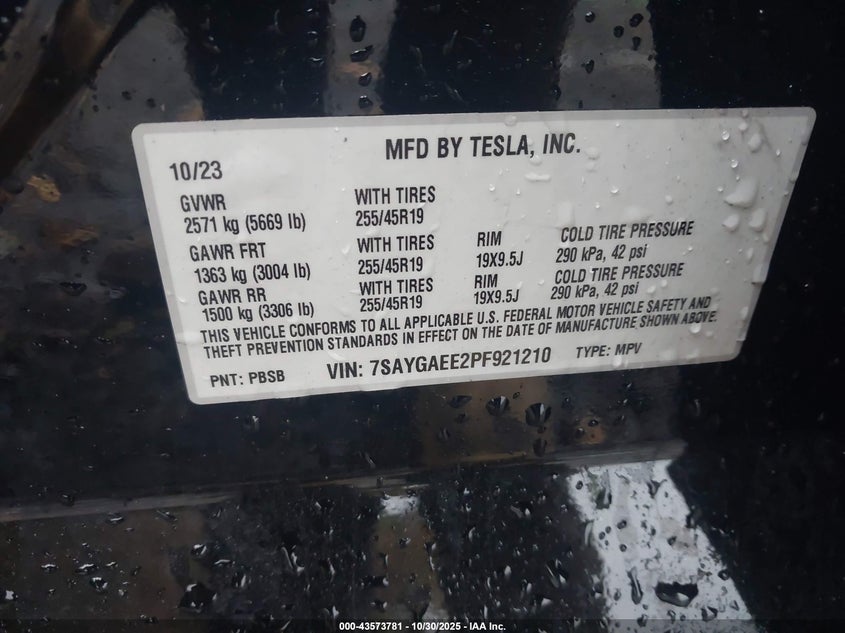 MFD BY TESLA, INC.
10/23
GVWR WITH TIRES
2571 kg (5669 lb) 255/45R19
GAWR FRT WITH TIRES RIM COLD TIRE PRESSURE
1363 kg (3004 lb) 255/45R19 19X9.5J 290 kPa, 42 psi
GAWR RR WITH TIRES RIM COLD TIRE PRESSURE
1500 kg (3306 lb) 255/45R19 19X9.5J 290 kPa, 42 psi
THIS VEHICLE CONFORMS TO ALL APPLICABLE U.S. FEDERAL MOTOR VEHICLE SAFETY AND
THEFT PREVENTION STANDARDS IN EFFECT ON THE DATE OF MANUFACTURE SHOWN ABOVE.
PNT: PBSB VIN: 7SAYGAEE2PF921210 TYPE: MPV
000-43573781 - 10/30/2025 - IAA Inc.